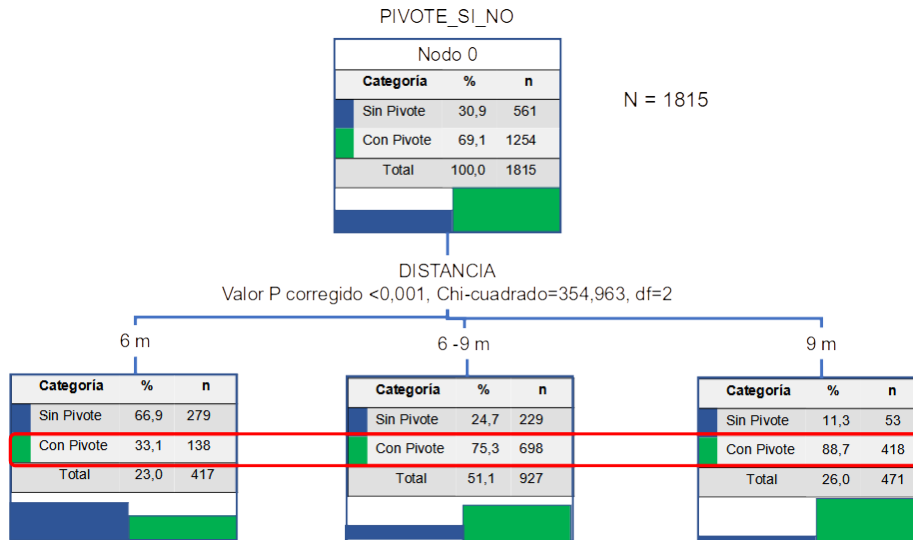 PIVOTE_SI_NO
Nodo 0
Categoría % n
Sin Pivote 30,9 561
Con Pivote 69,1 1254
Total 100,0 1815
N = 1815
DISTANCIA
Valor P corregido <0,001, Chi-cuadrado=354,963, df=2
6 m 6 -9 m 9 m
Categoría % n
Sin Pivote 66,9 279
Con Pivote 33,1 138
Total 23,0 417
Categoría % n
Sin Pivote 24,7 229
Con Pivote 75,3 698
Total 51,1 927
Categoría % n
Sin Pivote 11,3 53
Con Pivote 88,7 418
Total 26,0 471